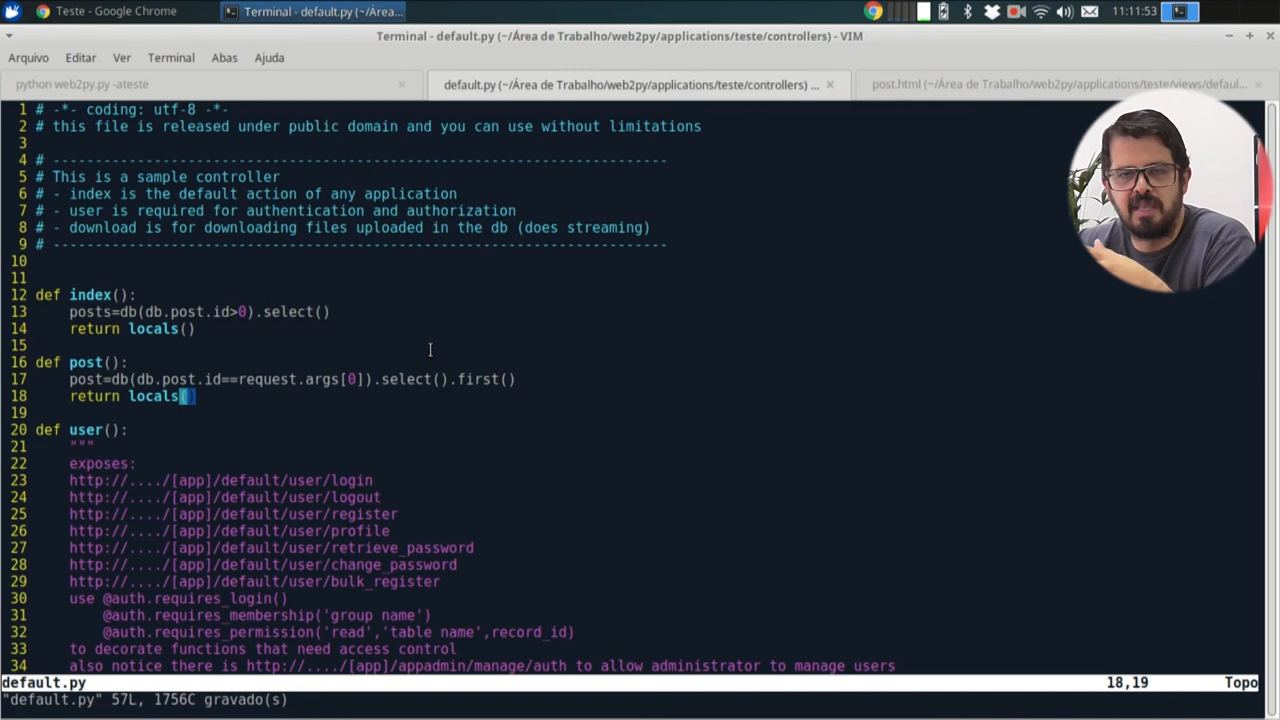 Teste - Google Chrome
Terminal - default.py (~/Área...
11:11:53
Terminal - default.py (~/Área de Trabalho/web2py/applications/teste/controllers) - VIM
Arquivo Editar Ver Terminal Abas Ajuda
python web2py.py -ateste
default.py (~/Área de Trabalho/web2py/applications/teste/controllers) ...
post.html (~/Área de Trabalho/web2py/applications/teste/views/defaul...
1 # -*- coding: utf-8 -*-
2 # this file is released under public domain and you can use without limitations
3
4 # -------------------------------------------------------------------------
5 # This is a sample controller
6 # - index is the default action of any application
7 # - user is required for authentication and authorization
8 # - download is for downloading files uploaded in the db (does streaming)
9 # -------------------------------------------------------------------------
10
11
12 def index():
13     posts=db(db.post.id>0).select()
14     return locals()
15
16 def post():
17     post=db(db.post.id==request.args[0]).select().first()
18     return locals()
19
20 def user():
21     """
22     exposes:
23     http://..../[app]/default/user/login
24     http://..../[app]/default/user/logout
25     http://..../[app]/default/user/register
26     http://..../[app]/default/user/profile
27     http://..../[app]/default/user/retrieve_password
28     http://..../[app]/default/user/change_password
29     http://..../[app]/default/user/bulk_register
30     use @auth.requires_login()
31         @auth.requires_membership('group name')
32         @auth.requires_permission('read','table name',record_id)
33     to decorate functions that need access control
34     also notice there is http://..../[app]/appadmin/manage/auth to allow administrator to manage users
default.py 18,19 Topo
"default.py" 57L, 1756C gravado(s)